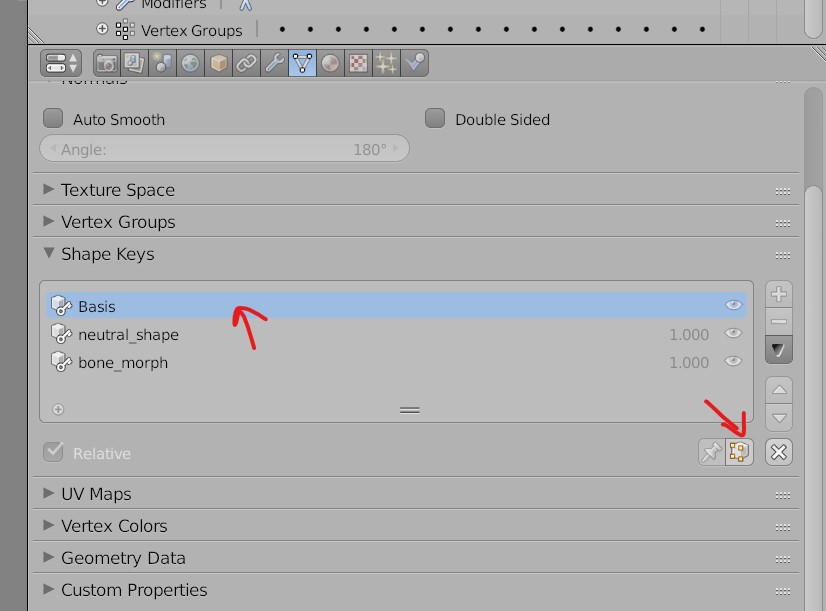 Modifiers
Vertex Groups
Normals
Auto Smooth
Double Sided
Angle: 180°
Texture Space
Vertex Groups
Shape Keys
Basis
neutral_shape 1.000
bone_morph 1.000
Relative
UV Maps
Vertex Colors
Geometry Data
Custom Properties